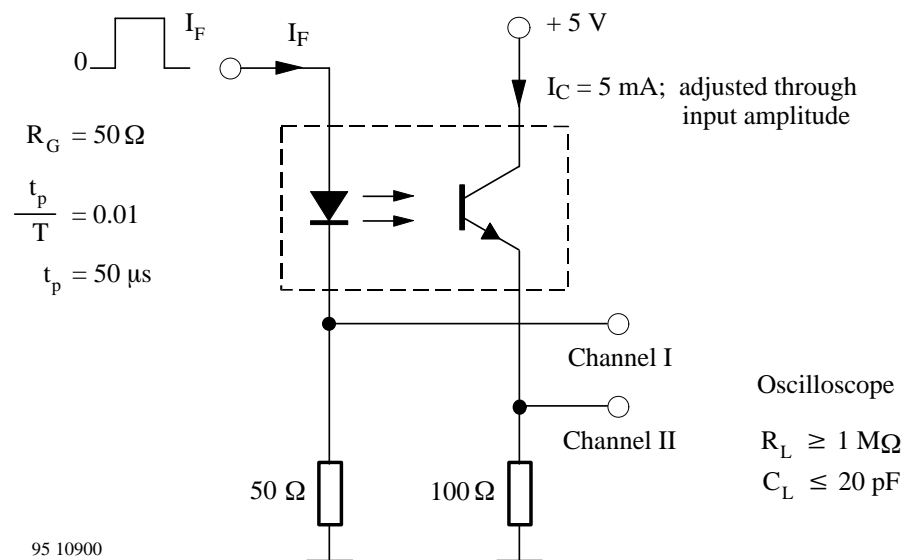 I_F
0
I_F
+ 5 V
I_C = 5 mA; adjusted through
input amplitude
R_G = 50 Ω
t_p
T
= 0.01
t_p = 50 μs
Channel I
Channel II
Oscilloscope
R_L ≥ 1 MΩ
C_L ≤ 20 pF
50 Ω
100 Ω
95 10900